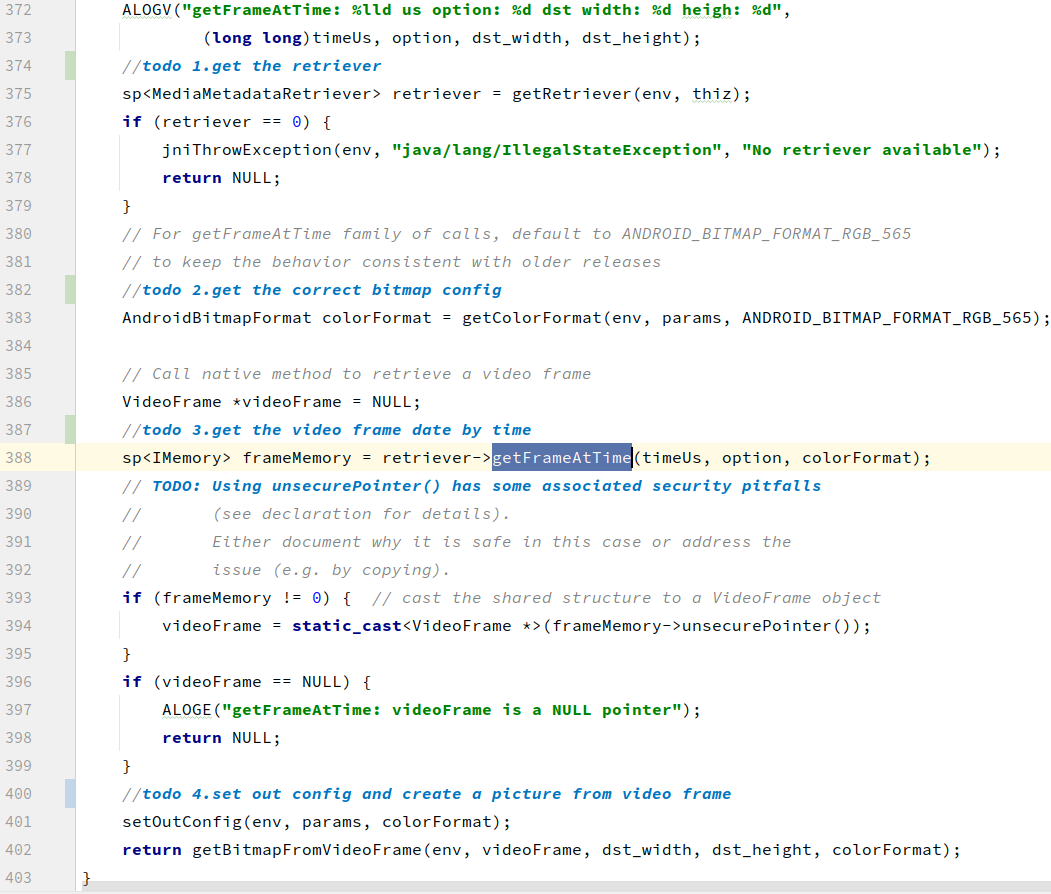 372 ALOGV("getFrameAtTime: %lld us option: %d dst width: %d heigh: %d",
373 (long long)timeUs, option, dst_width, dst_height);
374 //todo 1.get the retriever
375 sp<MediaMetadataRetriever> retriever = getRetriever(env, thiz);
376 if (retriever == 0) {
377 jniThrowException(env, "java/lang/IllegalStateException", "No retriever available");
378 return NULL;
379 }
380 // For getFrameAtTime family of calls, default to ANDROID_BITMAP_FORMAT_RGB_565
381 // to keep the behavior consistent with older releases
382 //todo 2.get the correct bitmap config
383 AndroidBitmapFormat colorFormat = getColorFormat(env, params, ANDROID_BITMAP_FORMAT_RGB_565);
384
385 // Call native method to retrieve a video frame
386 VideoFrame *videoFrame = NULL;
387 //todo 3.get the video frame date by time
388 sp<IMemory> frameMemory = retriever->getFrameAtTime(timeUs, option, colorFormat);
389 // TODO: Using unsecurePointer() has some associated security pitfalls
390 // (see declaration for details).
391 // Either document why it is safe in this case or address the
392 // issue (e.g. by copying).
393 if (frameMemory != 0) { // cast the shared structure to a VideoFrame object
394 videoFrame = static_cast<VideoFrame *>(frameMemory->unsecurePointer());
395 }
396 if (videoFrame == NULL) {
397 ALOGE("getFrameAtTime: videoFrame is a NULL pointer");
398 return NULL;
399 }
400 //todo 4.set out config and create a picture from video frame
401 setOutConfig(env, params, colorFormat);
402 return getBitmapFromVideoFrame(env, videoFrame, dst_width, dst_height, colorFormat);
403 }